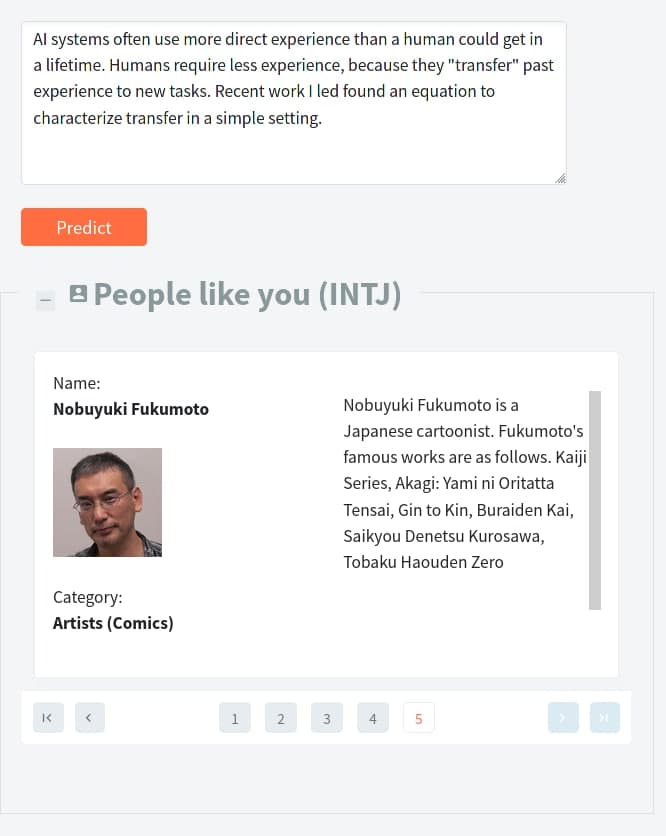 AI systems often use more direct experience than a human could get in
a lifetime. Humans require less experience, because they "transfer" past
experience to new tasks. Recent work I led found an equation to
characterize transfer in a simple setting.
Predict
People like you (INTJ)
Name:
Nobuyuki Fukumoto
Category:
Artists (Comics)
Nobuyuki Fukumoto is a
Japanese cartoonist. Fukumoto's
famous works are as follows. Kaiji
Series, Akagi: Yami ni Oritatta
Tensai, Gin to Kin, Buraiden Kai,
Saikyou Denetsu Kurosawa,
Tobaku Haouden Zero
1 2 3 4 5